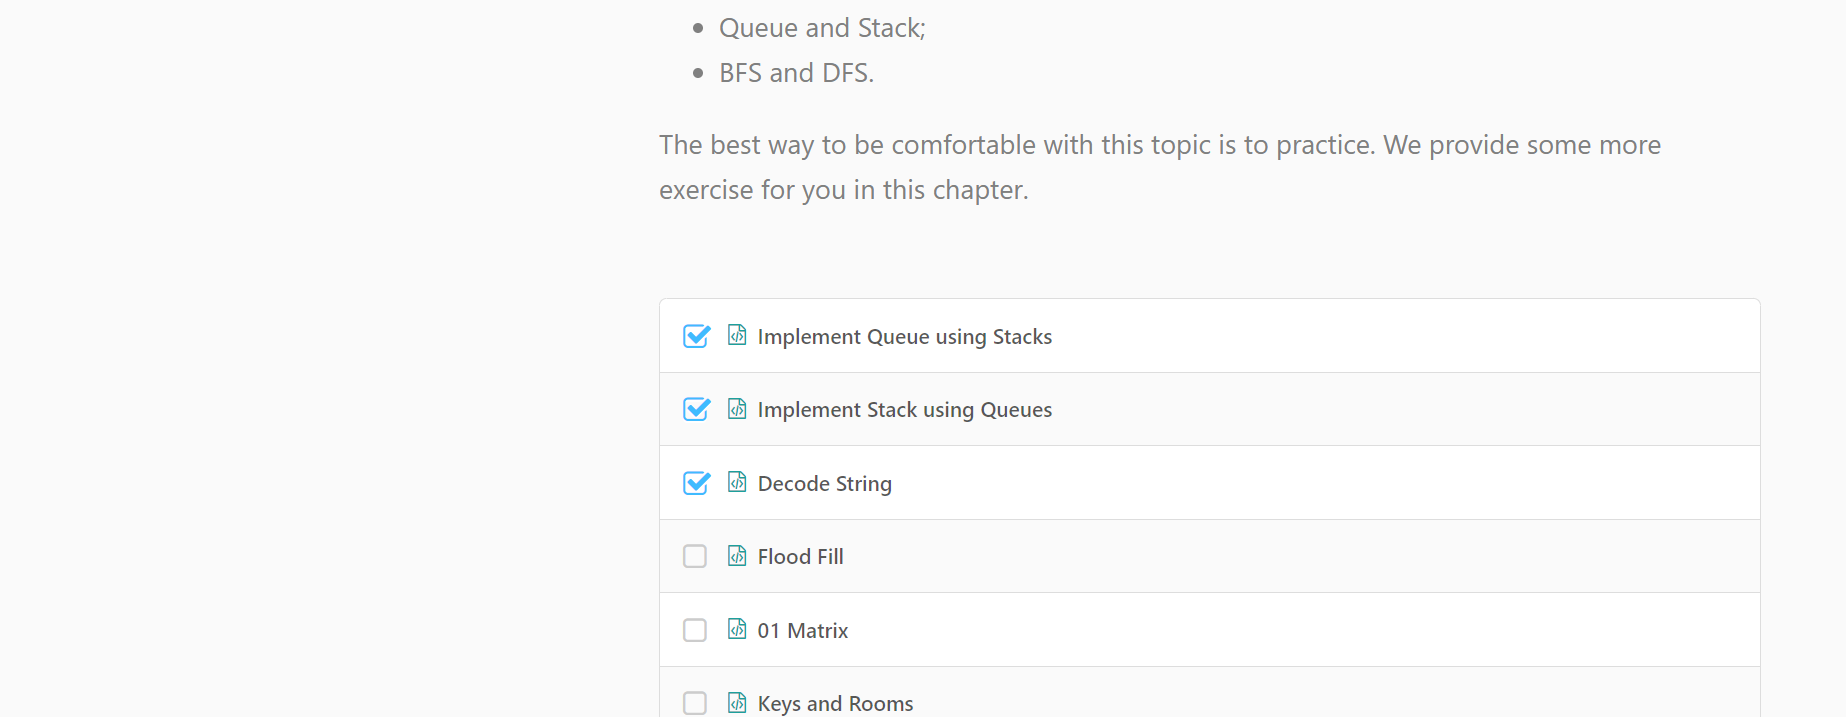 Queue and Stack;
BFS and DFS.
The best way to be comfortable with this topic is to practice. We provide some more
exercise for you in this chapter.
Implement Queue using Stacks
Implement Stack using Queues
Decode String
Flood Fill
01 Matrix
Keys and Rooms